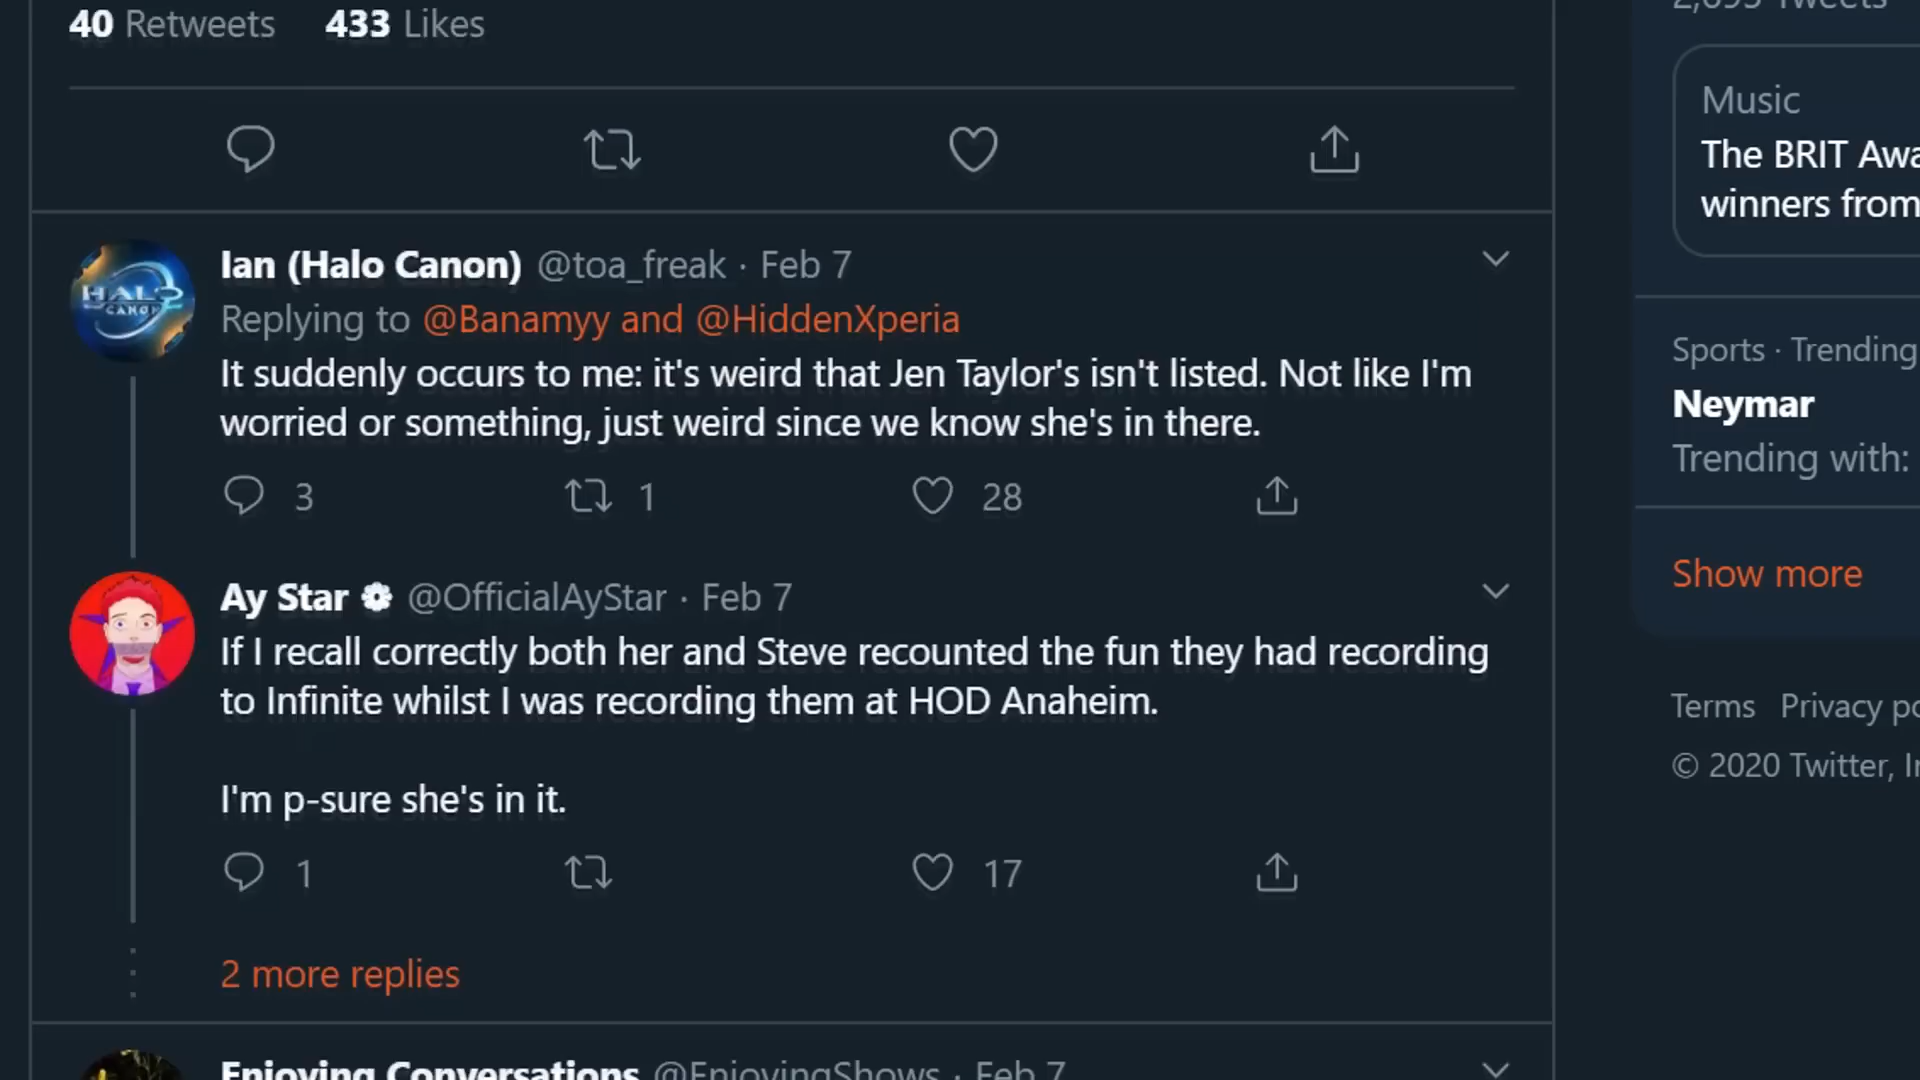 40 Retweets 433 Likes
Ian (Halo Canon) @toa_freak · Feb 7
Replying to @Banamyy and @HiddenXperia
It suddenly occurs to me: it's weird that Jen Taylor's isn't listed. Not like I'm
worried or something, just weird since we know she's in there.
3 1 28
Ay Star @OfficialAyStar · Feb 7
If I recall correctly both her and Steve recounted the fun they had recording
to Infinite whilst I was recording them at HOD Anaheim.
I'm p-sure she's in it.
1 17
2 more replies
Enjoying Conversations @EnjoyingShows · Feb 7
2,695 Tweets
Music
The BRIT Awa
winners from
Sports · Trending
Neymar
Trending with:
Show more
Terms Privacy po
© 2020 Twitter, In
HALO
CANON